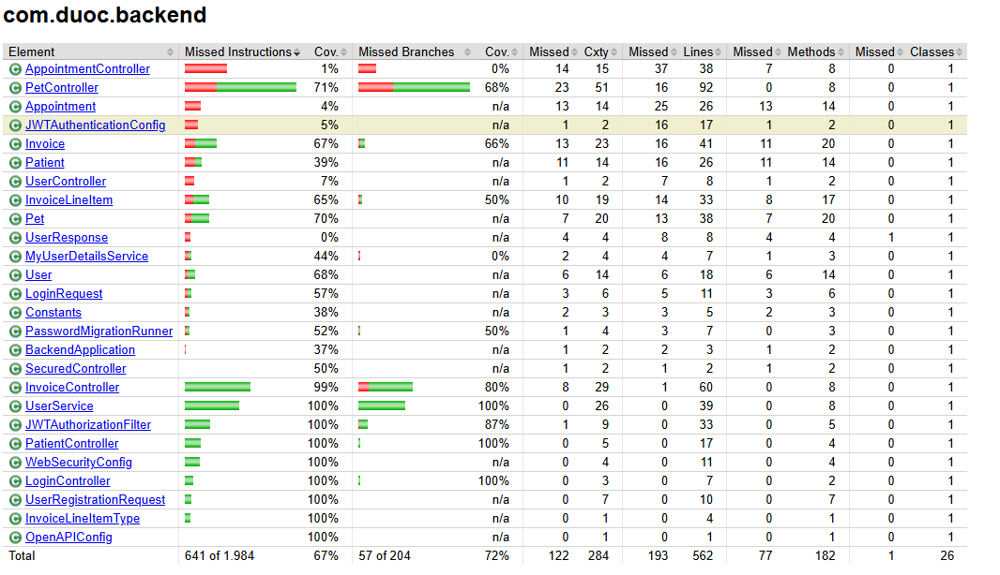 com.duoc.backend
Element Missed Instructions Cov. Missed Branches Cov. Missed Cxty Missed Lines Missed Methods Missed Classes
AppointmentController 1% 0% 14 15 37 38 7 8 0 1
PetController 71% 68% 23 51 16 92 0 8 0 1
Appointment 4% n/a 13 14 25 26 13 14 0 1
JWTAuthenticationConfig 5% n/a 1 2 16 17 1 2 0 1
Invoice 67% 66% 13 23 16 41 11 20 0 1
Patient 39% n/a 11 14 16 26 11 14 0 1
UserController 7% n/a 1 2 7 8 1 2 0 1
InvoiceLineItem 65% 50% 10 19 14 33 8 17 0 1
Pet 70% n/a 7 20 13 38 7 20 0 1
UserResponse 0% n/a 4 4 8 8 4 4 1 1
MyUserDetailsService 44% 0% 2 4 4 7 1 3 0 1
User 68% n/a 6 14 6 18 6 14 0 1
LoginRequest 57% n/a 3 6 5 11 3 6 0 1
Constants 38% n/a 2 3 3 5 2 3 0 1
PasswordMigrationRunner 52% 50% 1 4 3 7 0 3 0 1
BackendApplication 37% n/a 1 2 2 3 1 2 0 1
SecuredController 50% n/a 1 2 1 2 1 2 0 1
InvoiceController 99% 80% 8 29 1 60 0 8 0 1
UserService 100% 100% 0 26 0 39 0 8 0 1
JWTAuthorizationFilter 100% 87% 1 9 0 33 0 5 0 1
PatientController 100% 100% 0 5 0 17 0 4 0 1
WebSecurityConfig 100% n/a 0 4 0 11 0 4 0 1
LoginController 100% 100% 0 3 0 7 0 2 0 1
UserRegistrationRequest 100% n/a 0 7 0 10 0 7 0 1
InvoiceLineItemType 100% n/a 0 1 0 4 0 1 0 1
OpenAPIConfig 100% n/a 0 1 0 1 0 1 0 1
Total 641 of 1.984 67% 57 of 204 72% 122 284 193 562 77 182 1 26